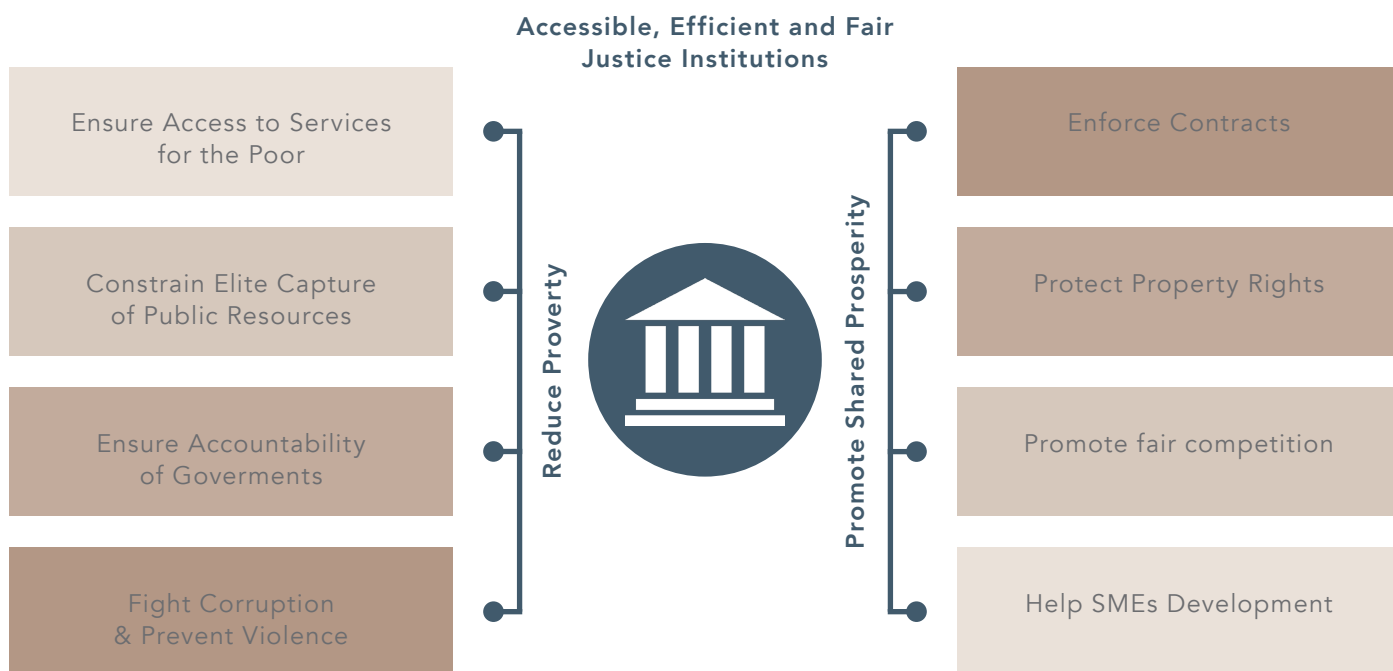 Accessible, Efficient and Fair
Justice Institutions
Ensure Access to Services
for the Poor
Constrain Elite Capture
of Public Resources
Ensure Accountability
of Goverments
Fight Corruption
& Prevent Violence
Reduce Proverty
Promote Shared Prosperity
Enforce Contracts
Protect Property Rights
Promote fair competition
Help SMEs Development